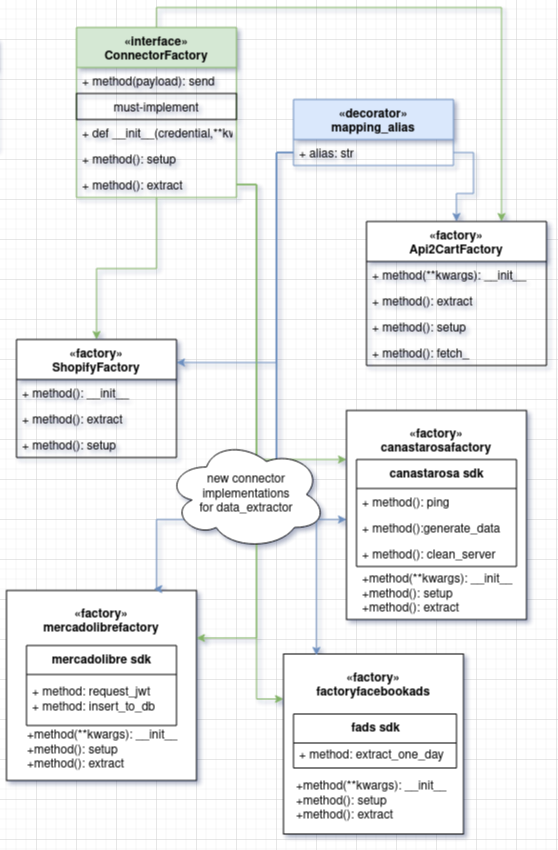 «interface»
ConnectorFactory
+ method(payload): send
must-implement
+ def __init__(credential,**kw
+ method(): setup
+ method(): extract
«decorator»
mapping_alias
+ alias: str
«factory»
Api2CartFactory
+ method(**kwargs): __init__
+ method(): extract
+ method(): setup
+ method(): fetch_
«factory»
ShopifyFactory
+ method(): __init__
+ method(): extract
+ method(): setup
«factory»
canastarosafactory
canastarosa sdk
+ method(): ping
+ method():generate_data
+ method(): clean_server
+method(**kwargs): __init__
+method(): setup
+method(): extract
new connector
implementations
for data_extractor
«factory»
mercadolibrefactory
mercadolibre sdk
+ method: request_jwt
+ method: insert_to_db
+method(**kwargs): __init__
+method(): setup
+method(): extract
«factory»
factoryfacebookads
fads sdk
+ method: extract_one_day
+method(**kwargs): __init__
+method(): setup
+method(): extract